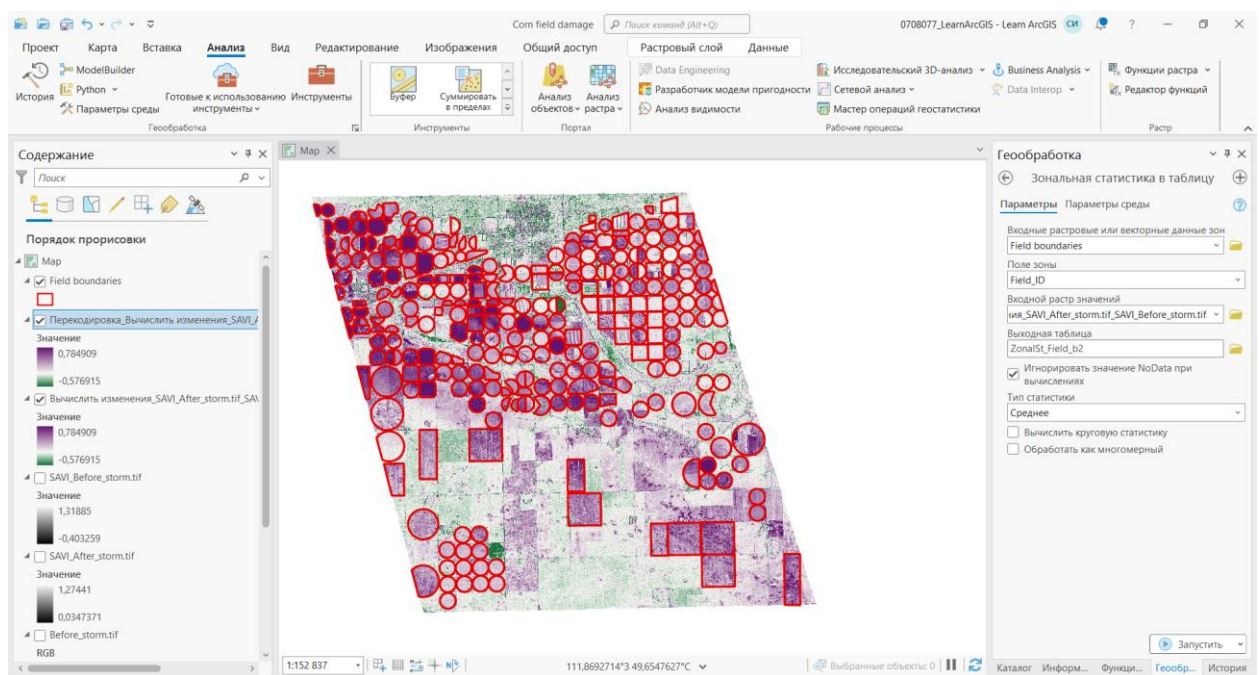 Corn field damage
Поиск команд (Alt+Q)
0708077_LearnArcGIS - Learn ArcGIS
СИ
?
Проект Карта Вставка Анализ Вид Редактирование Изображения Общий доступ Растровый слой Данные
История
ModelBuilder
Python
Параметры среды
Готовые к использованию инструменты
Инструменты
Геообработка
Буфер
Суммировать в пределах
Инструменты
Анализ объектов
Анализ растра
Портал
Data Engineering
Разработчик модели пригодности
Анализ видимости
Исследовательский 3D-анализ
Сетевой анализ
Мастер операций геостатистики
Business Analysis
Data Interop
Рабочие процессы
Функции растра
Редактор функций
Растр
Содержание
Поиск
Порядок прорисовки
Map
Field boundaries
Перекодировка_Вычислить изменения_SAVI_A
Значение
0,784909
-0,576915
Вычислить изменения_SAVI_After_storm.tif_SAV
Значение
0,784909
-0,576915
SAVI_Before_storm.tif
Значение
1,31885
-0,403259
SAVI_After_storm.tif
Значение
1,27441
0,0347371
Before_storm.tif
RGB
Map
1:152 837
111,8692714°З 49,6547627°С
Выбранные объекты: 0
Геообработка
Зональная статистика в таблицу
Параметры Параметры среды
Входные растровые или векторные данные зон
Field boundaries
Поле зоны
Field_ID
Входной растр значений
ния_SAVI_After_storm.tif_SAVI_Before_storm.tif
Выходная таблица
ZonalSt_Field_b2
Игнорировать значение NoData при
вычислениях
Тип статистики
Среднее
Вычислить круговую статистику
Обработать как многомерный
Запустить
Каталог Информ... Функци... Геообр... История